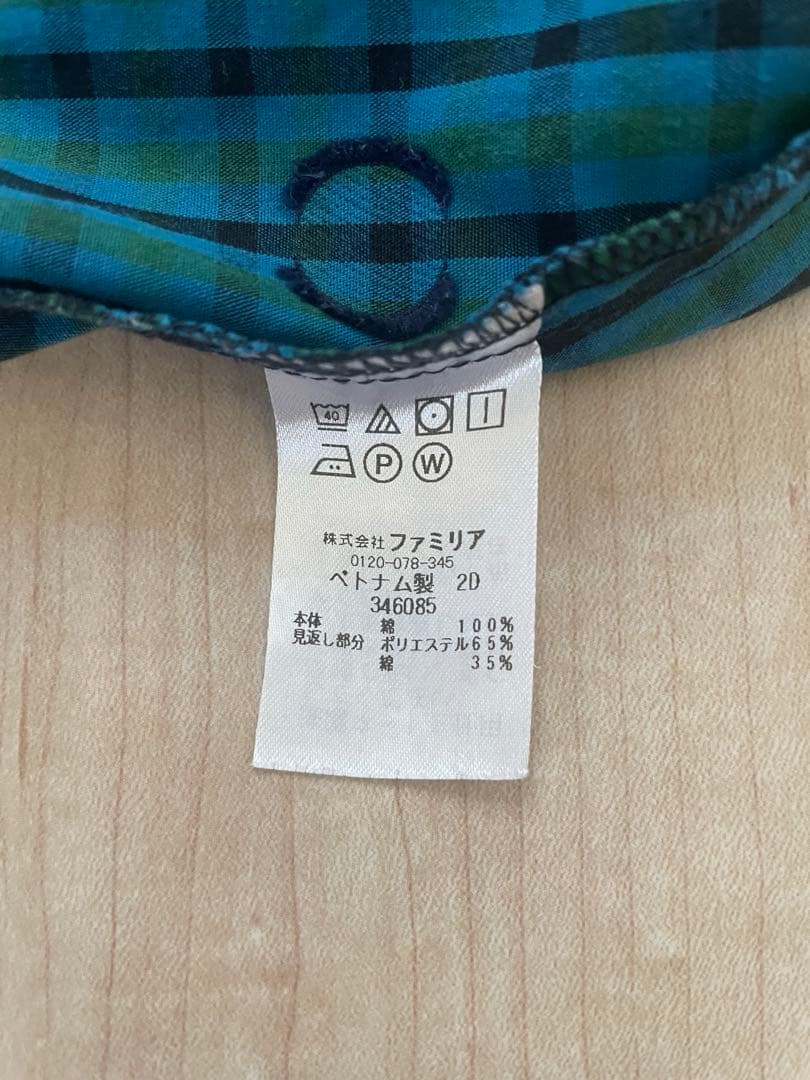 40
P W
株式会社 ファミリア
0120-078-345
ベトナム製 2D
346085
本体 綿 100%
見返し部分 ポリエステル65%
綿 35%